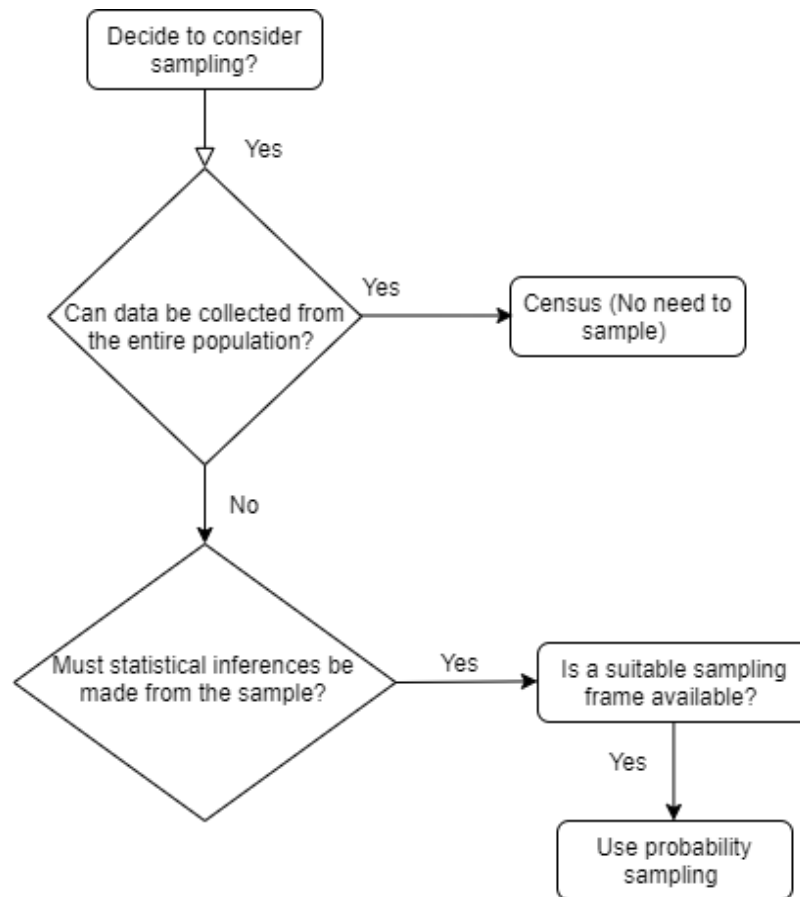 Decide to consider
sampling?
Yes
Can data be collected from
the entire population?
Yes
Census (No need to
sample)
No
Must statistical inferences be
made from the sample?
Yes
Is a suitable sampling
frame available?
Yes
Use probability
sampling